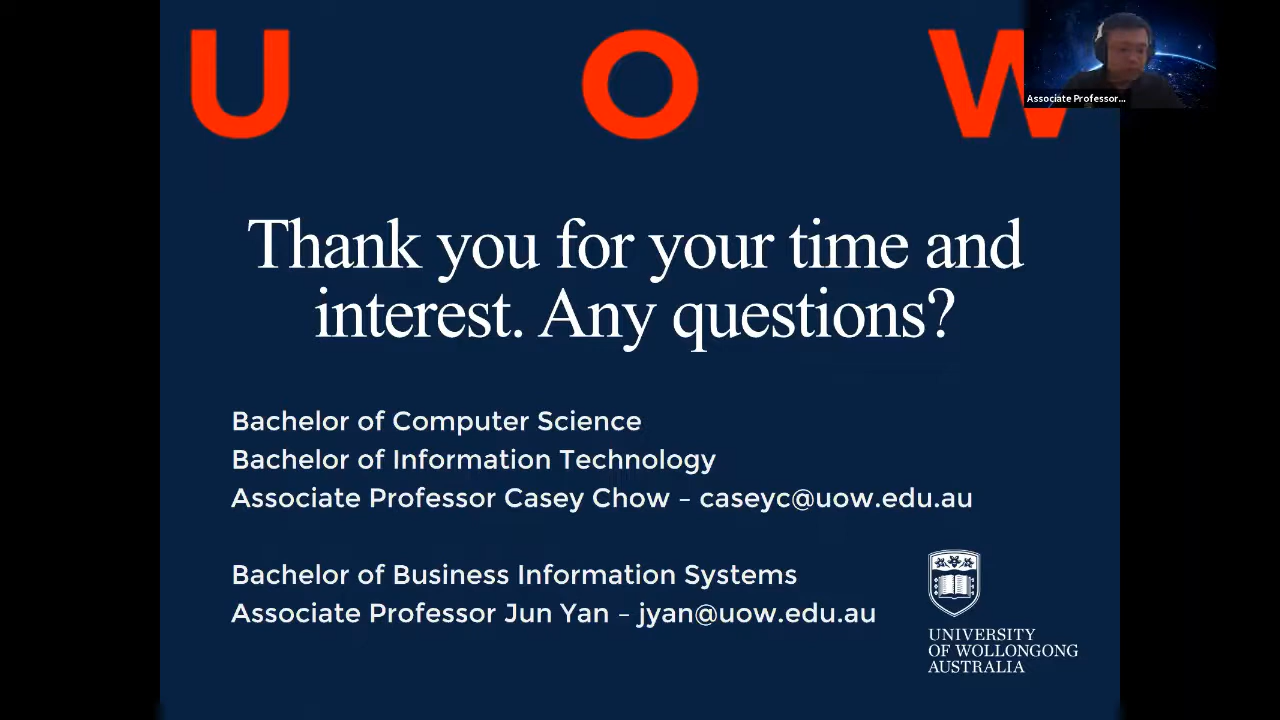 U O W
Associate Professor...
Thank you for your time and
interest. Any questions?
Bachelor of Computer Science
Bachelor of Information Technology
Associate Professor Casey Chow – caseyc@uow.edu.au
Bachelor of Business Information Systems
Associate Professor Jun Yan – jyan@uow.edu.au
UNIVERSITY
OF WOLLONGONG
AUSTRALIA